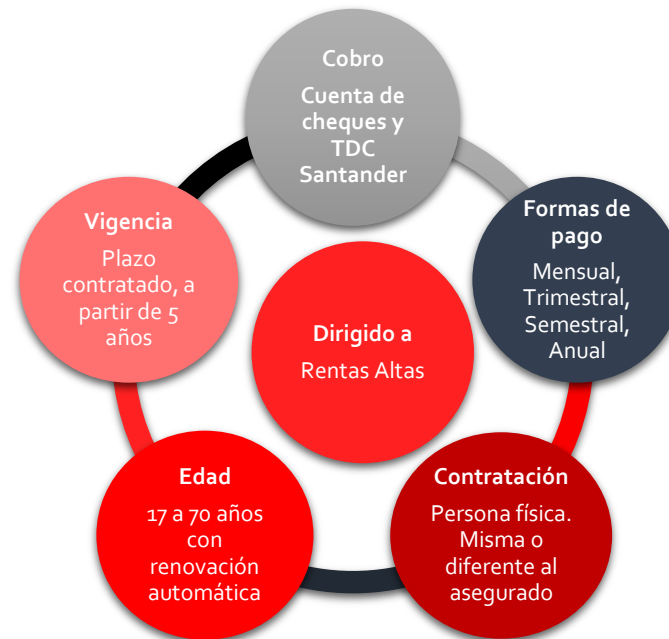 Cobro
Cuenta de
cheques y
TDC
Santander
Formas de
pago
Mensual,
Trimestral,
Semestral,
Anual
Contratación
Persona física.
Misma o
diferente al
asegurado
Edad
17 a 70 años
con
renovación
automática
Vigencia
Plazo
contratado, a
partir de 5
años
Dirigido a
Rentas Altas